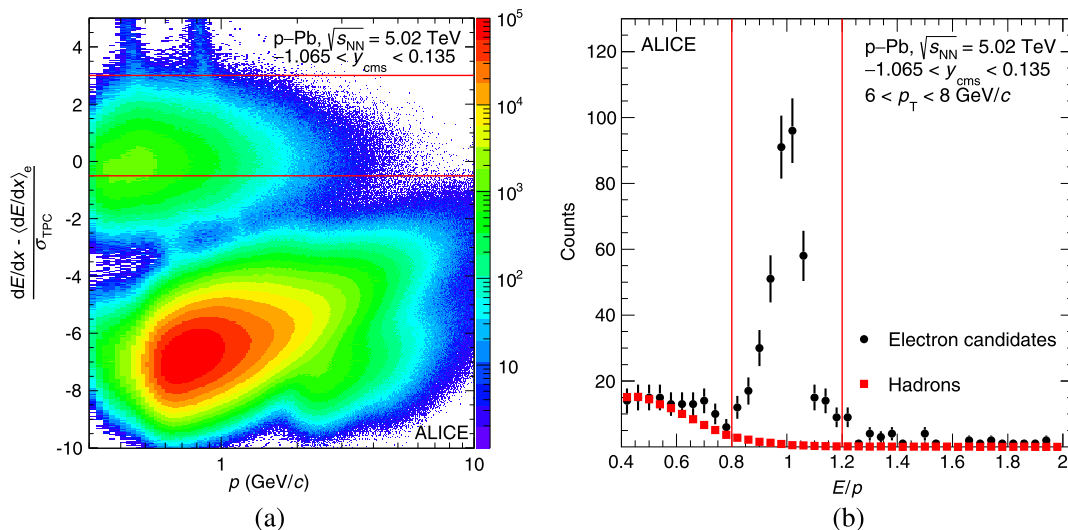 p–Pb, √sNN = 5.02 TeV
−1.065 < ycms < 0.135
dE/dx - ⟨dE/dx⟩e
σTPC
4
2
0
-2
-4
-6
-8
-10
1
10
p (GeV/c)
ALICE
10^5
10^4
10^3
10^2
10
(a)
ALICE
p–Pb, √sNN = 5.02 TeV
−1.065 < ycms < 0.135
6 < pT < 8 GeV/c
Counts
120
100
80
60
40
20
0
Electron candidates
Hadrons
0.4 0.6 0.8 1 1.2 1.4 1.6 1.8 2
E/p
(b)